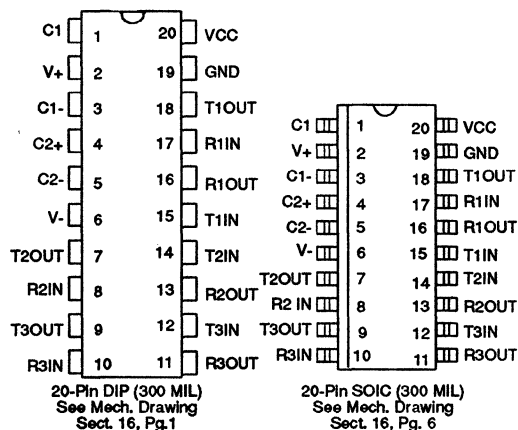 C1 1 20 VCC
V+ 2 19 GND
C1- 3 18 T1OUT
C2+ 4 17 R1IN
C2- 5 16 R1OUT
V- 6 15 T1IN
T2OUT 7 14 T2IN
R2IN 8 13 R2OUT
T3OUT 9 12 T3IN
R3IN 10 11 R3OUT
20-Pin DIP (300 MIL)
See Mech. Drawing
Sect. 16, Pg.1
C1 1 20 VCC
V+ 2 19 GND
C1- 3 18 T1OUT
C2+ 4 17 R1IN
C2- 5 16 R1OUT
V- 6 15 T1IN
T2OUT 7 14 T2IN
R2 IN 8 13 R2OUT
T3OUT 9 12 T3IN
R3IN 10 11 R3OUT
20-Pin SOIC (300 MIL)
See Mech. Drawing
Sect. 16, Pg. 6